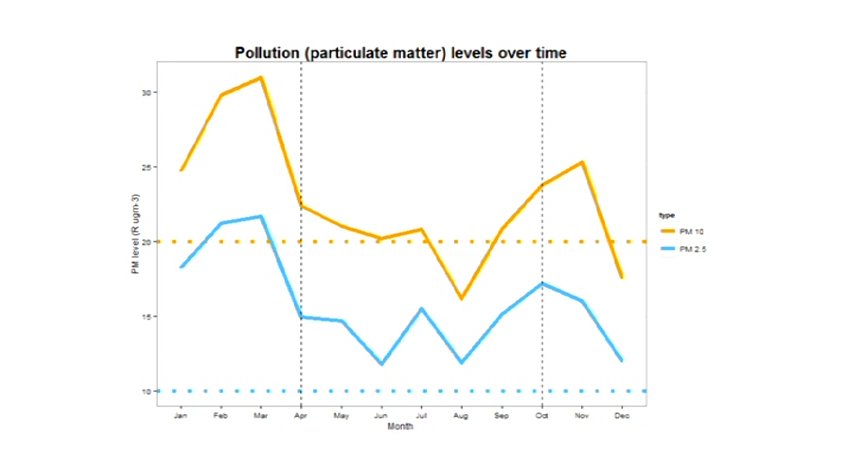 Pollution (particulate matter) levels over time
30
25
20
15
10
PM level (R ugm-3)
Jan Feb Mar Apr May Jun Jul Aug Sep Oct Nov Dec
Month
type
PM 10
PM 2.5